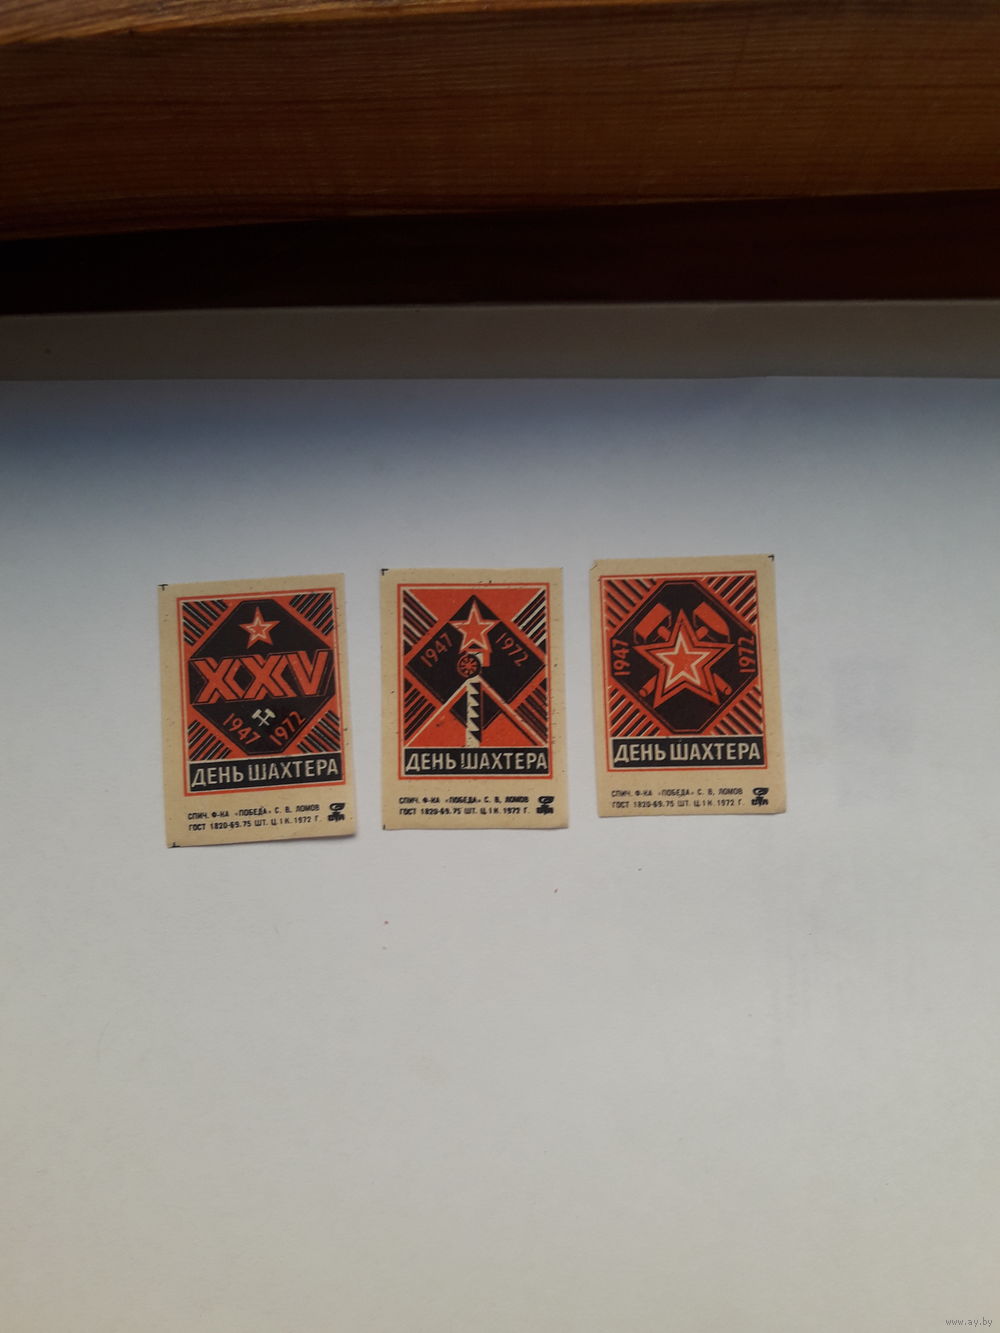 XXV
1947 1972
ДЕНЬ ШАХТЕРА
СПИЧ. Ф-КА «ПОБЕДА» С. В. ЛОМОВ
ГОСТ 1820-69. 75 ШТ. Ц. 1 К. 1972 Г.
1947 1972
ДЕНЬ ШАХТЕРА
СПИЧ. Ф-КА «ПОБЕДА» С. В. ЛОМОВ
ГОСТ 1820-69. 75 ШТ. Ц. 1 К. 1972 Г.
1947 1972
ДЕНЬ ШАХТЕРА
СПИЧ. Ф-КА «ПОБЕДА» С. В. ЛОМОВ
ГОСТ 1820-69. 75 ШТ. Ц. 1 К. 1972 Г.
www.ay.by